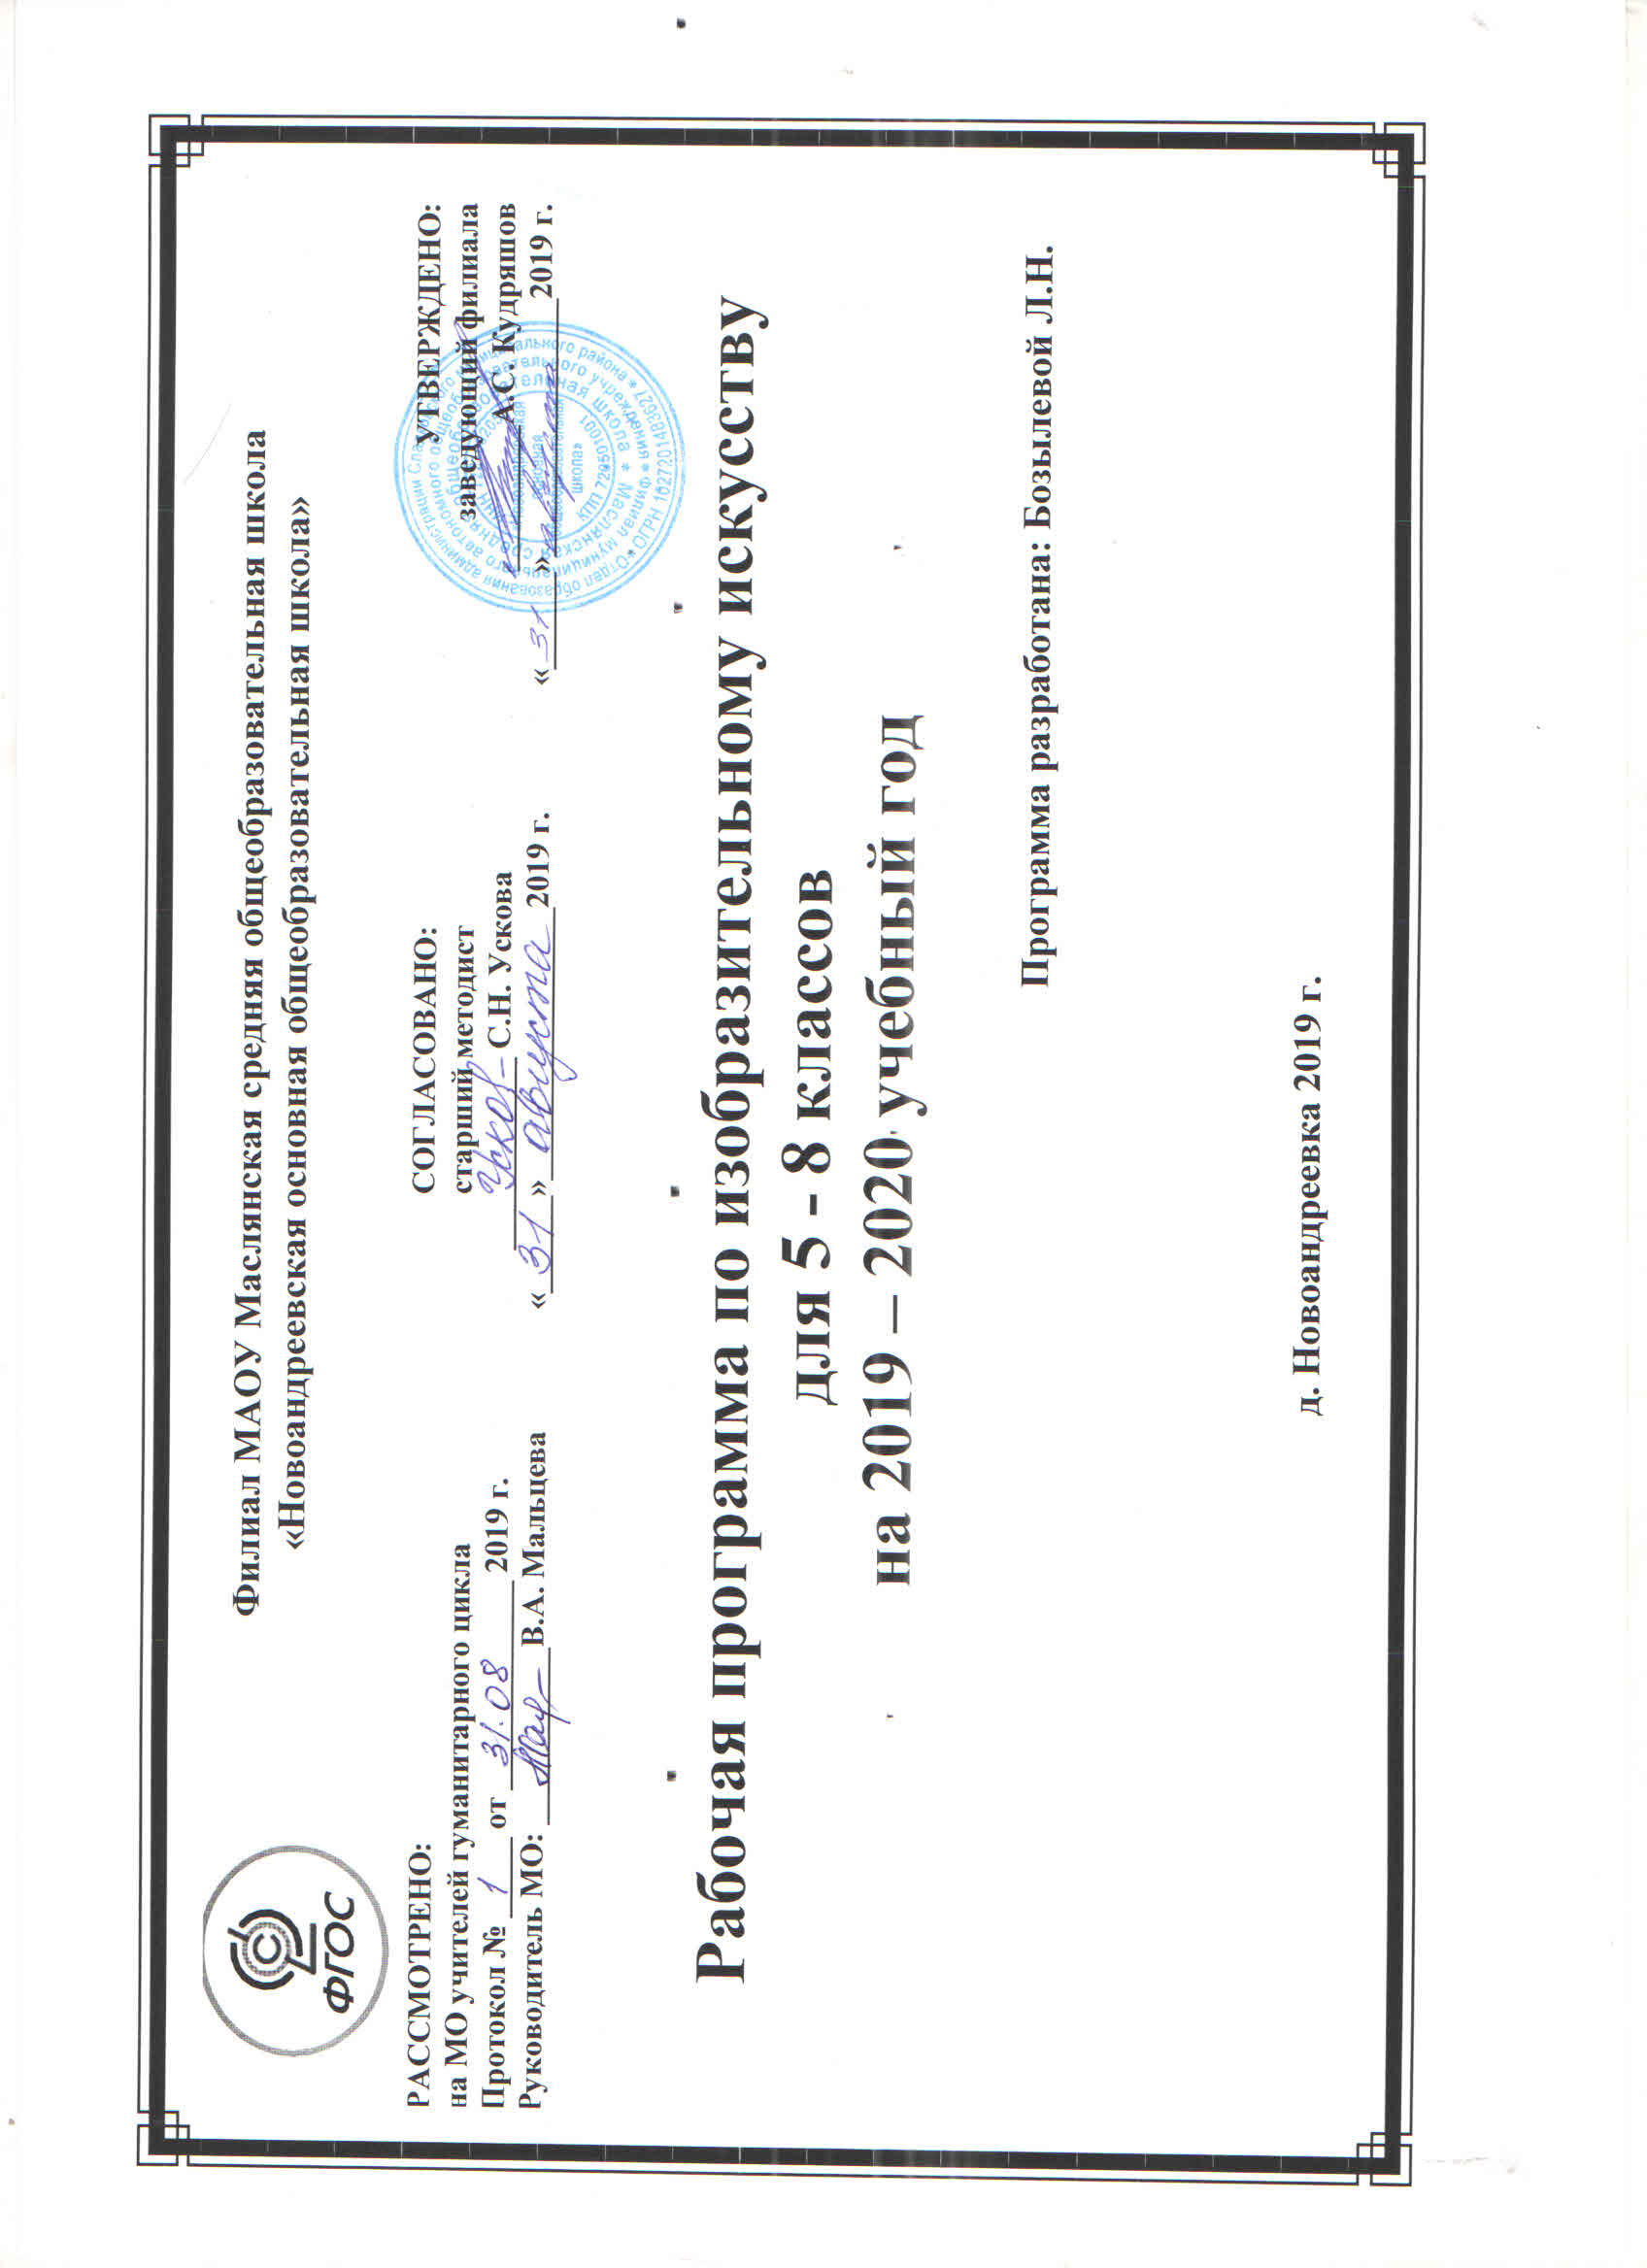 Филиал МАОУ Маслянская средняя общеобразовательная школа
«Новоандреевская основная общеобразовательная школа»
ФГОС
РАССМОТРЕНО:
на МО учителей гуманитарного цикла
Протокол № 1 от 31.08 2019 г.
Руководитель МО: В.А. Мальцева
СОГЛАСОВАНО:
старший методист
Усков С.Н. Ускова
« 31 » августа 2019 г.
УТВЕРЖДЕНО:
заведующий филиала
А.С. Кудряшов
« 31 » августа 2019 г.
Рабочая программа по изобразительному искусству
для 5 - 8 классов
на 2019 – 2020 учебный год
Программа разработана: Бозылевой Л.Н.
д. Новоандреевка 2019 г.